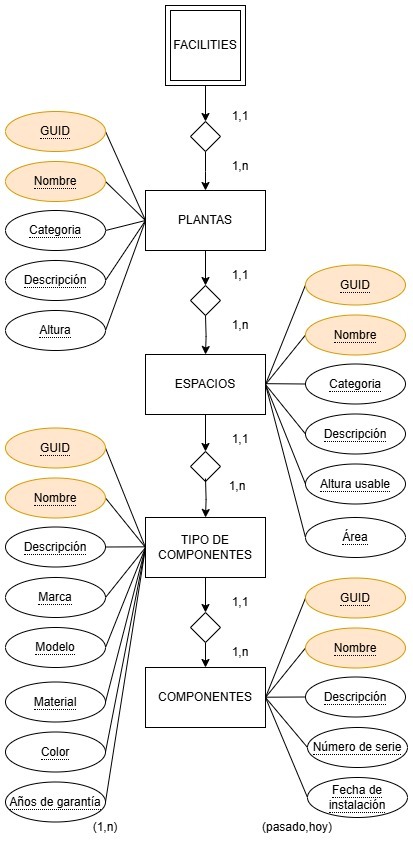 FACILITIES
1,1
1,n
GUID
Nombre
Categoria
Descripción
Altura
PLANTAS
1,1
1,n
GUID
Nombre
Categoria
Descripción
Altura usable
Área
ESPACIOS
1,1
1,n
GUID
Nombre
Descripción
Marca
Modelo
Material
Color
Años de garantía
(1,n)
TIPO DE
COMPONENTES
1,1
1,n
COMPONENTES
GUID
Nombre
Descripción
Número de serie
Fecha de
instalación
(pasado,hoy)